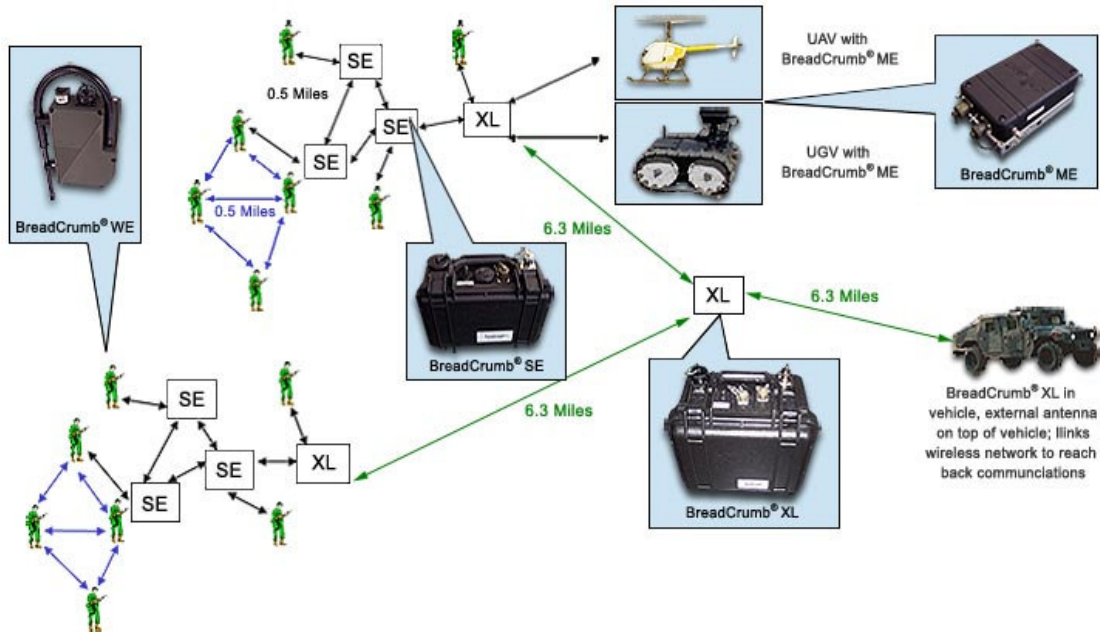 SE
0.5 Miles
SE
SE
XL
0.5 Miles
UAV with
BreadCrumb® ME
UGV with
BreadCrumb® ME
BreadCrumb® ME
BreadCrumb® WE
6.3 Miles
BreadCrumb® SE
XL
6.3 Miles
6.3 Miles
BreadCrumb® XL
BreadCrumb® XL in
vehicle, external antenna
on top of vehicle; llinks
wireless network to reach
back communciations
SE
SE
SE
XL